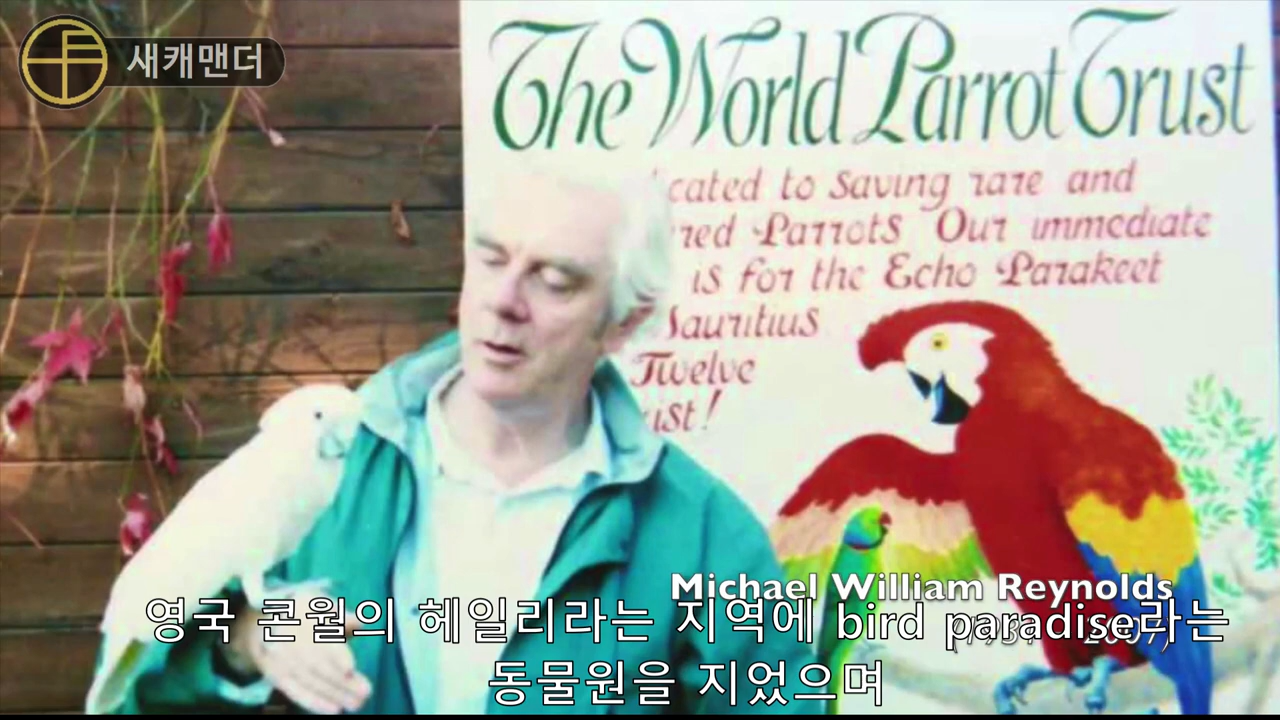 새캐맨더
The World Parrot Trust
cated to saving rare and
red Parrots Our immediate
is for the Echo Parakeet
Mauritius
Twelve
ist!
Michael William Reynolds
영국 콘월의 헤일리라는 지역에 bird paradise라는
동물원을 지었으며